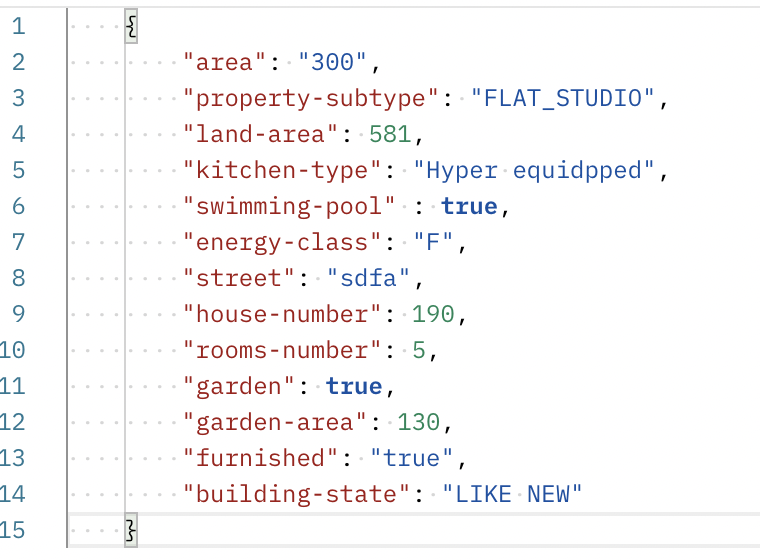 1 {
2 "area": "300",
3 "property-subtype": "FLAT_STUDIO",
4 "land-area": 581,
5 "kitchen-type": "Hyper equidpped",
6 "swimming-pool" : true,
7 "energy-class": "F",
8 "street": "sdfa",
9 "house-number": 190,
10 "rooms-number": 5,
11 "garden": true,
12 "garden-area": 130,
13 "furnished": "true",
14 "building-state": "LIKE NEW"
15 }